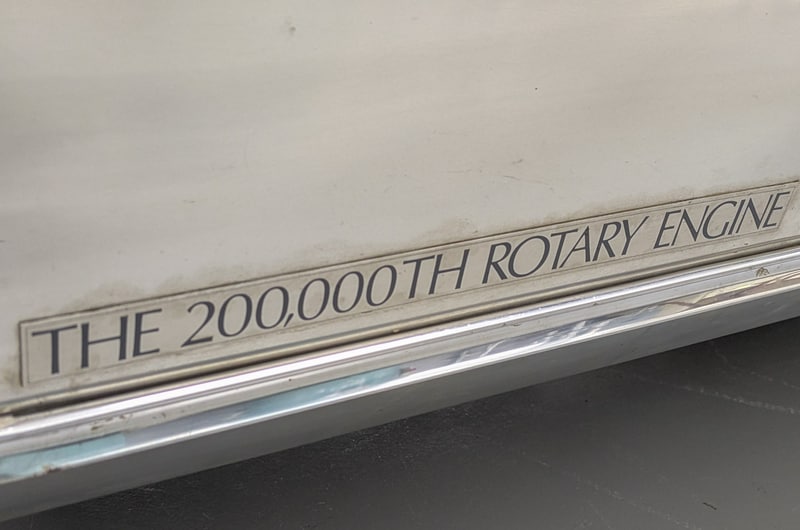 THE 200,000TH ROTARY ENGINE